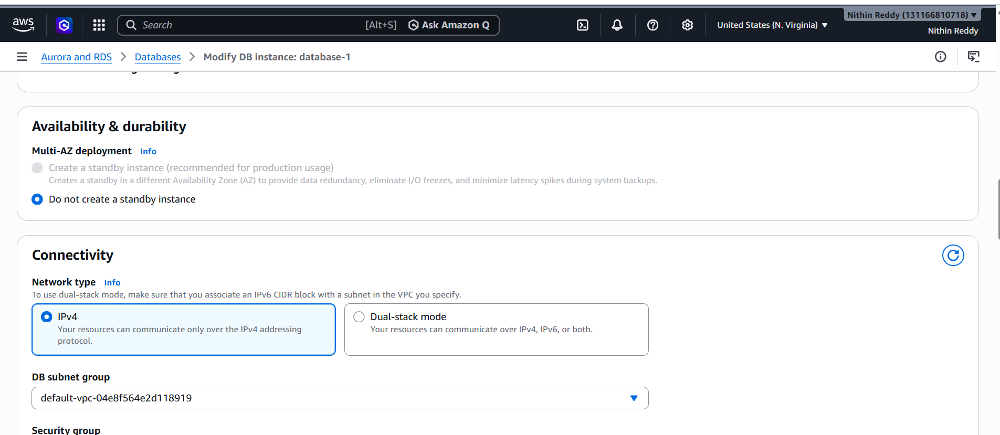 aws
Search [Alt+S] Ask Amazon Q
United States (N. Virginia) ▼
Nithin Reddy (131166810718) ▼
Nithin Reddy
Aurora and RDS > Databases > Modify DB instance: database-1
Availability & durability
Multi-AZ deployment Info
Create a standby instance (recommended for production usage)
Creates a standby in a different Availability Zone (AZ) to provide data redundancy, eliminate I/O freezes, and minimize latency spikes during system backups.
Do not create a standby instance
Connectivity
Network type Info
To use dual-stack mode, make sure that you associate an IPv6 CIDR block with a subnet in the VPC you specify.
IPv4
Your resources can communicate only over the IPv4 addressing
protocol.
Dual-stack mode
Your resources can communicate over IPv4, IPv6, or both.
DB subnet group
default-vpc-04e8f564e2d118919
Security group